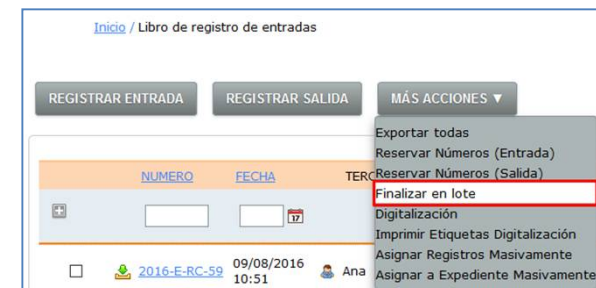 Inicio / Libro de registro de entradas
REGISTRAR ENTRADA REGISTRAR SALIDA MÁS ACCIONES ▼
Exportar todas
Reservar Números (Entrada)
NUMERO FECHA TERC Reservar Números (Salida)
Finalizar en lote
17 Digitalización
Imprimir Etiquetas Digitalización
2016-E-RC-59 09/08/2016 Ana Asignar Registros Masivamente
10:51 Asignar a Expediente Masivamente